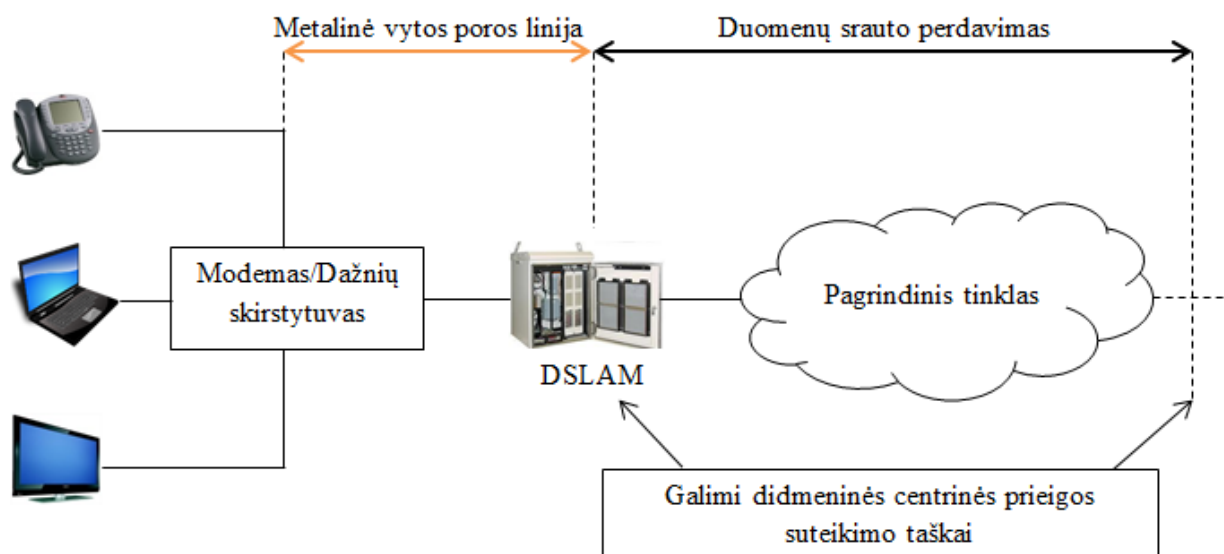 Metalinė vytos poros linija
Duomenų srauto perdavimas
Modemas/Dažnių
skirstytuvas
DSLAM
Pagrindinis tinklas
Galimi didmeninės centrinės prieigos
suteikimo taškai